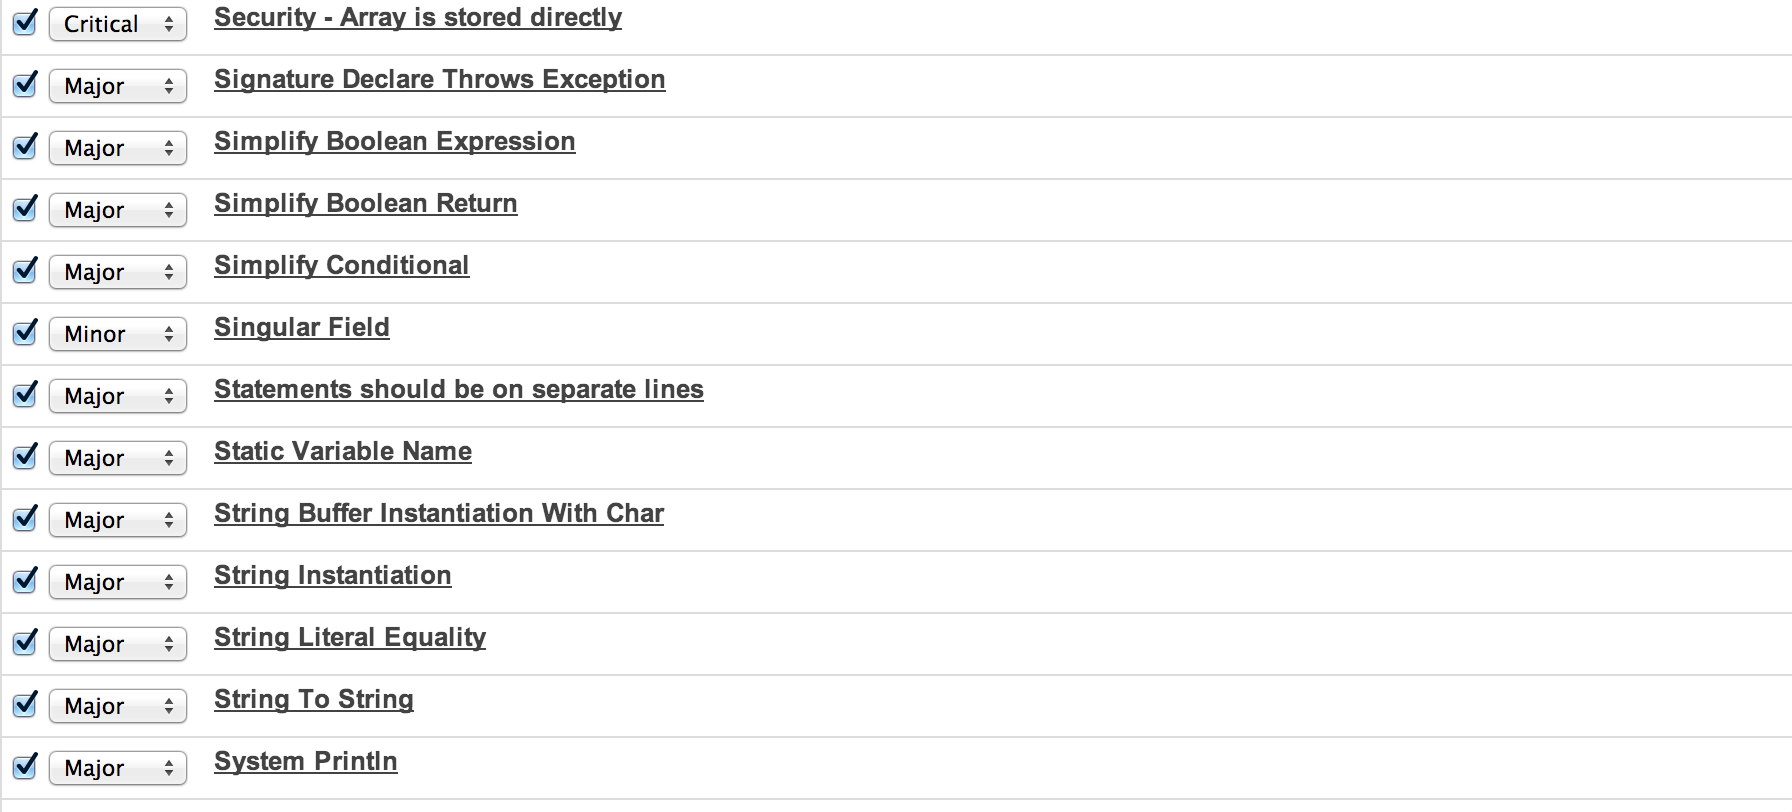 Critical Security - Array is stored directly
Major Signature Declare Throws Exception
Major Simplify Boolean Expression
Major Simplify Boolean Return
Major Simplify Conditional
Minor Singular Field
Major Statements should be on separate lines
Major Static Variable Name
Major String Buffer Instantiation With Char
Major String Instantiation
Major String Literal Equality
Major String To String
Major System Println